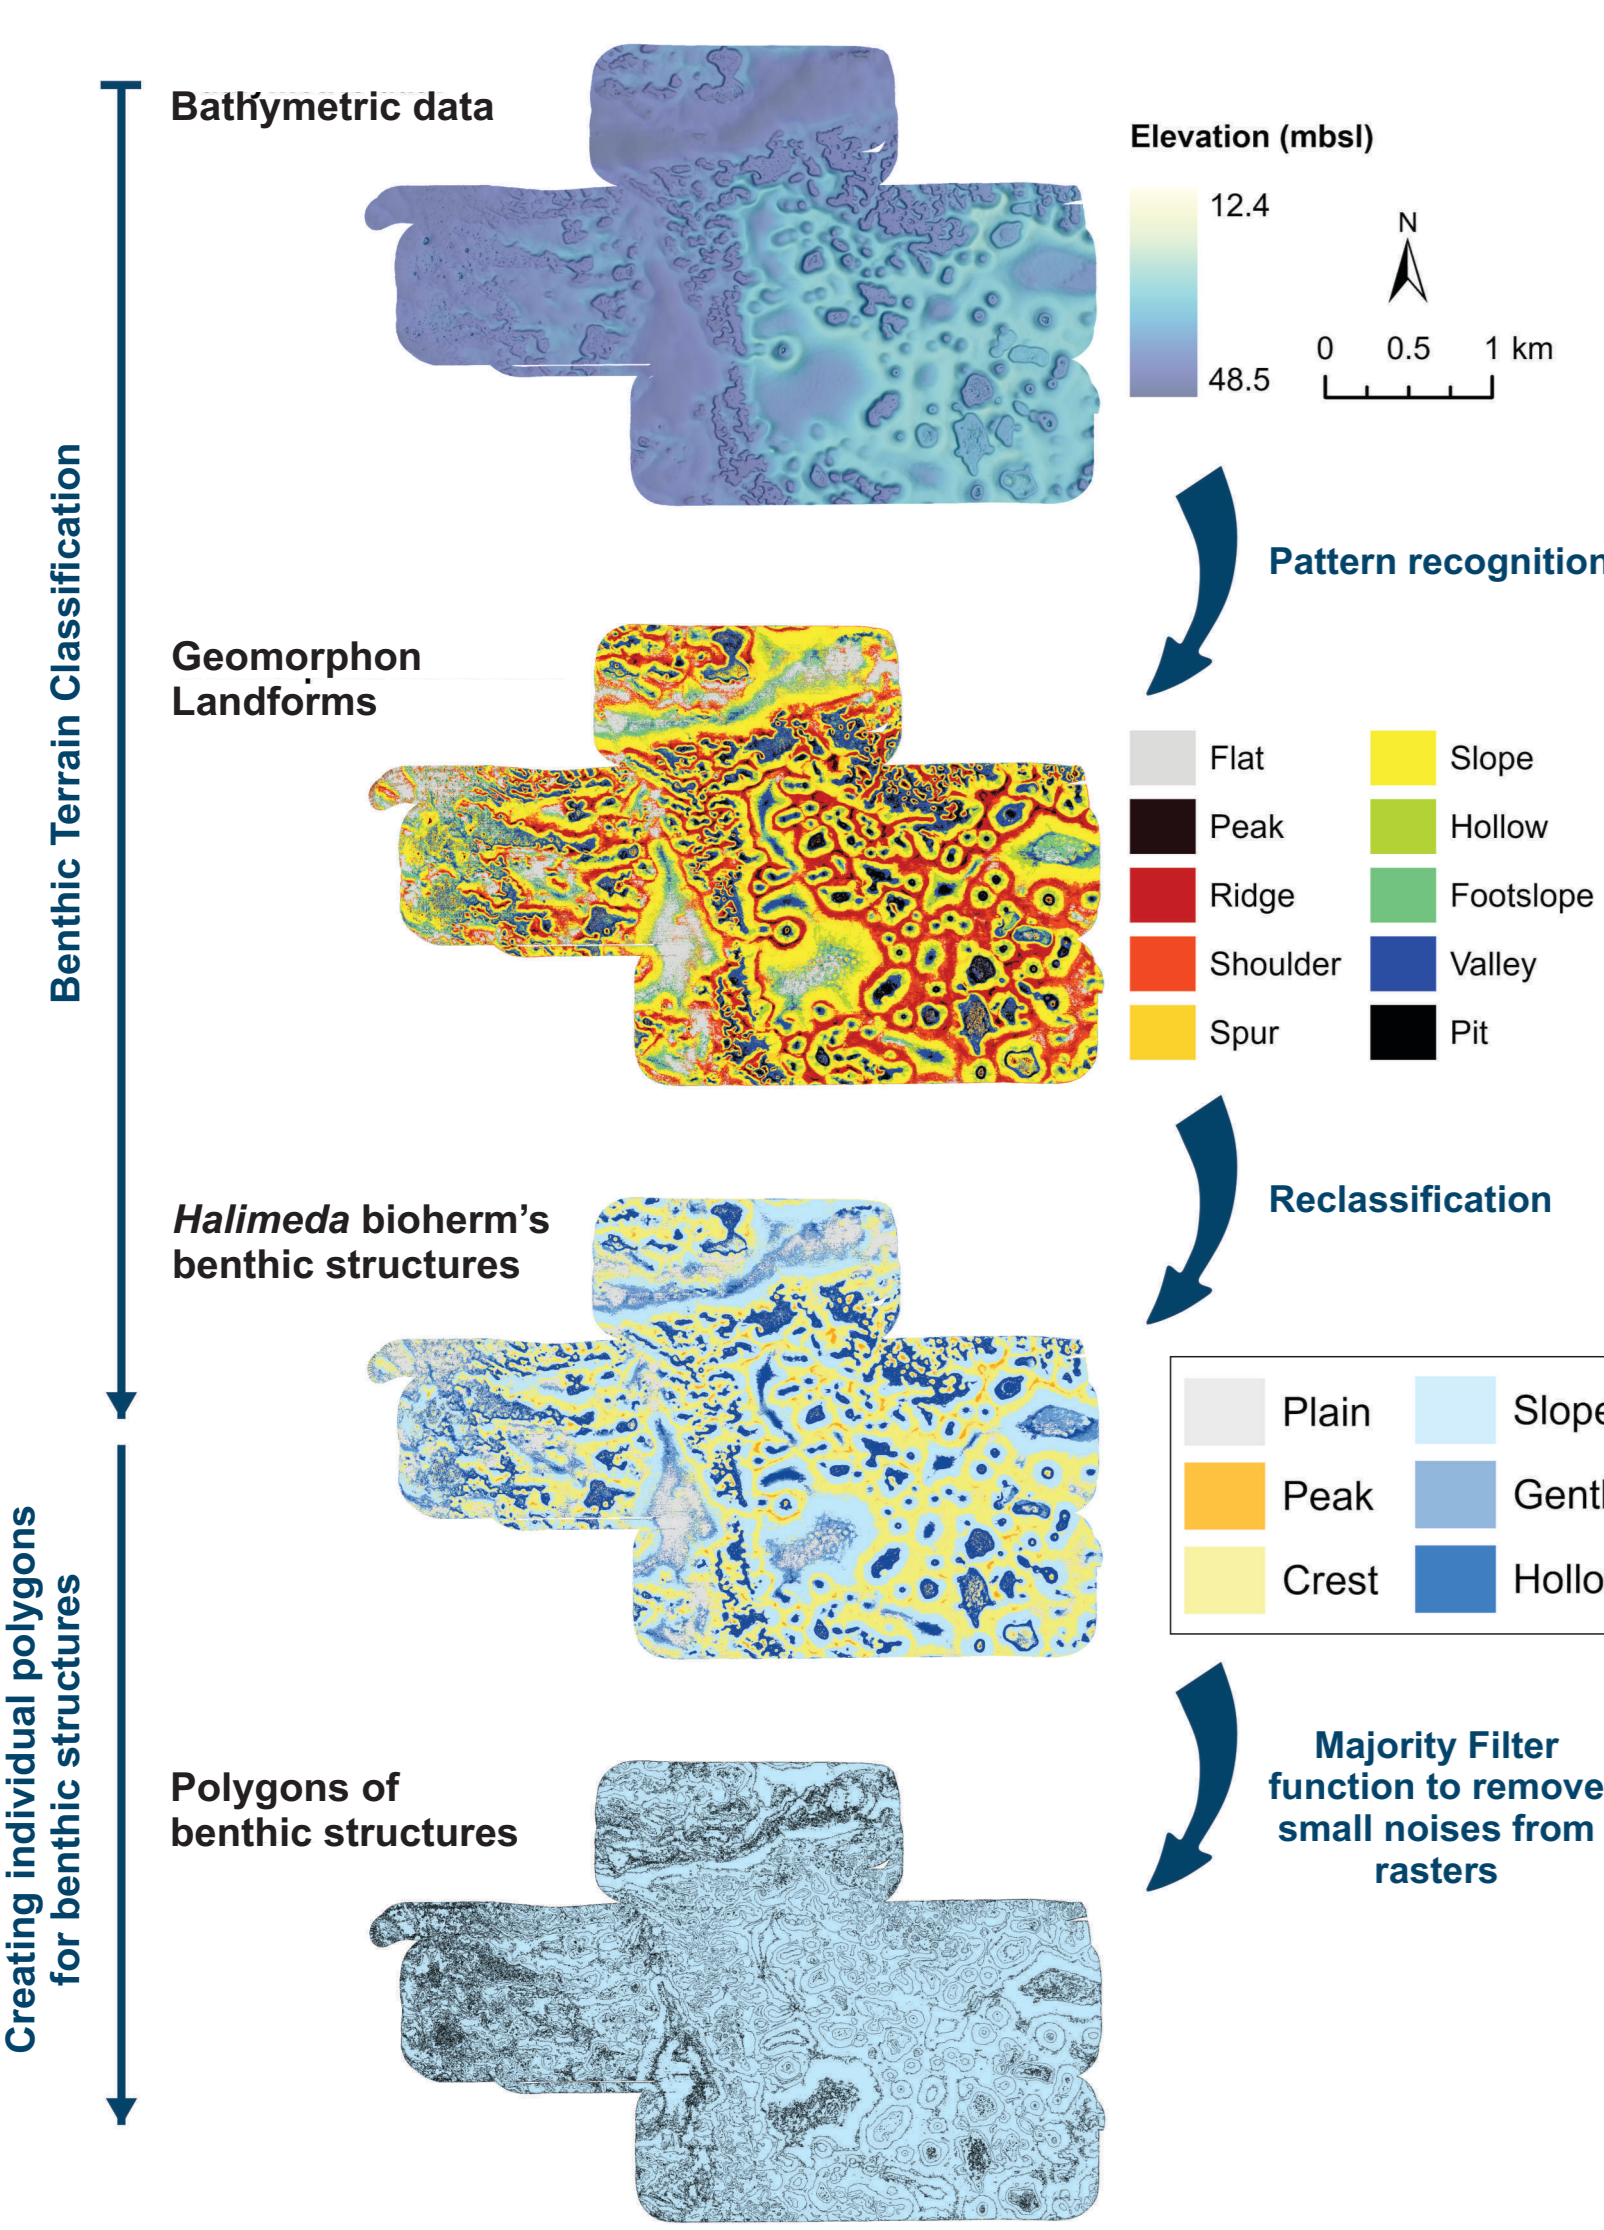 Bathymetric data
Elevation (mbsl)
12.4
48.5
N
0 0.5 1 km
Pattern recognition
Benthic Terrain Classification
Geomorphon
Landforms
Flat
Peak
Ridge
Shoulder
Spur
Slope
Hollow
Footslope
Valley
Pit
Reclassification
Halimeda bioherm’s
benthic structures
Plain
Peak
Crest
Slope
Gentl
Hollo
Majority Filter
function to remove
small noises from
rasters
Creating individual polygons
for benthic structures
Polygons of
benthic structures